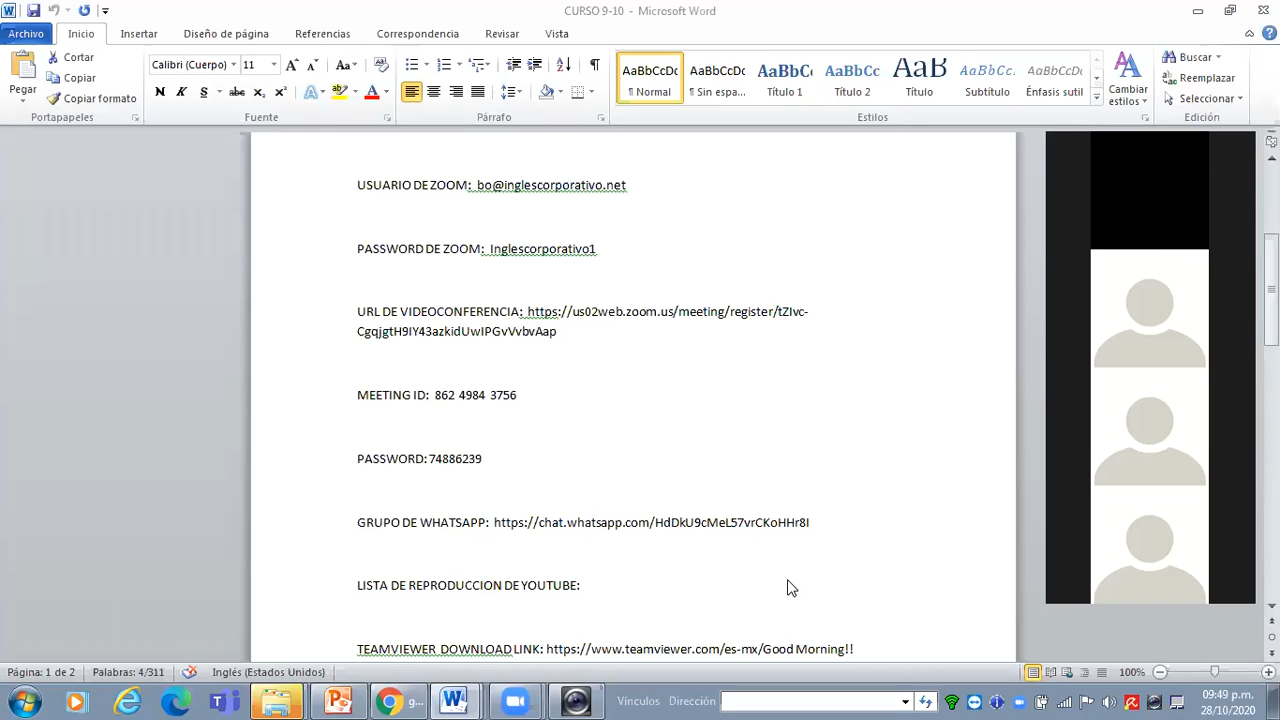 CURSO 9-10 - Microsoft Word
Archivo Inicio Insertar Diseño de página Referencias Correspondencia Revisar Vista
Pegar
Cortar
Copiar
Copiar formato
Portapapeles
Calibri (Cuerpo) 11
N K S abc x₂ x²
Fuente
Párrafo
AaBbCcDc AaBbCcDc AaBbC AaBbCc AaB AaBbCc. AaBbCcDc
¶ Normal ¶ Sin espa... Título 1 Título 2 Título Subtítulo Énfasis sutil
Estilos
Cambiar
estilos
Buscar
Reemplazar
Seleccionar
Edición
USUARIO DE ZOOM: bo@inglescorporativo.net
PASSWORD DE ZOOM: Inglescorporativo1
URL DE VIDEOCONFERENCIA: https://us02web.zoom.us/meeting/register/tZIvc-
CgqjgtH9IY43azkidUwIPGvVvbvAap
MEETING ID: 862 4984 3756
PASSWORD: 74886239
GRUPO DE WHATSAPP: https://chat.whatsapp.com/HdDkU9cMeL57vrCKoHHr8I
LISTA DE REPRODUCCION DE YOUTUBE:
TEAMVIEWER DOWNLOAD LINK: https://www.teamviewer.com/es-mx/Good Morning!!
Página: 1 de 2 Palabras: 4/311 Inglés (Estados Unidos) 100%
g... Vínculos Dirección
09:49 p.m.
28/10/2020